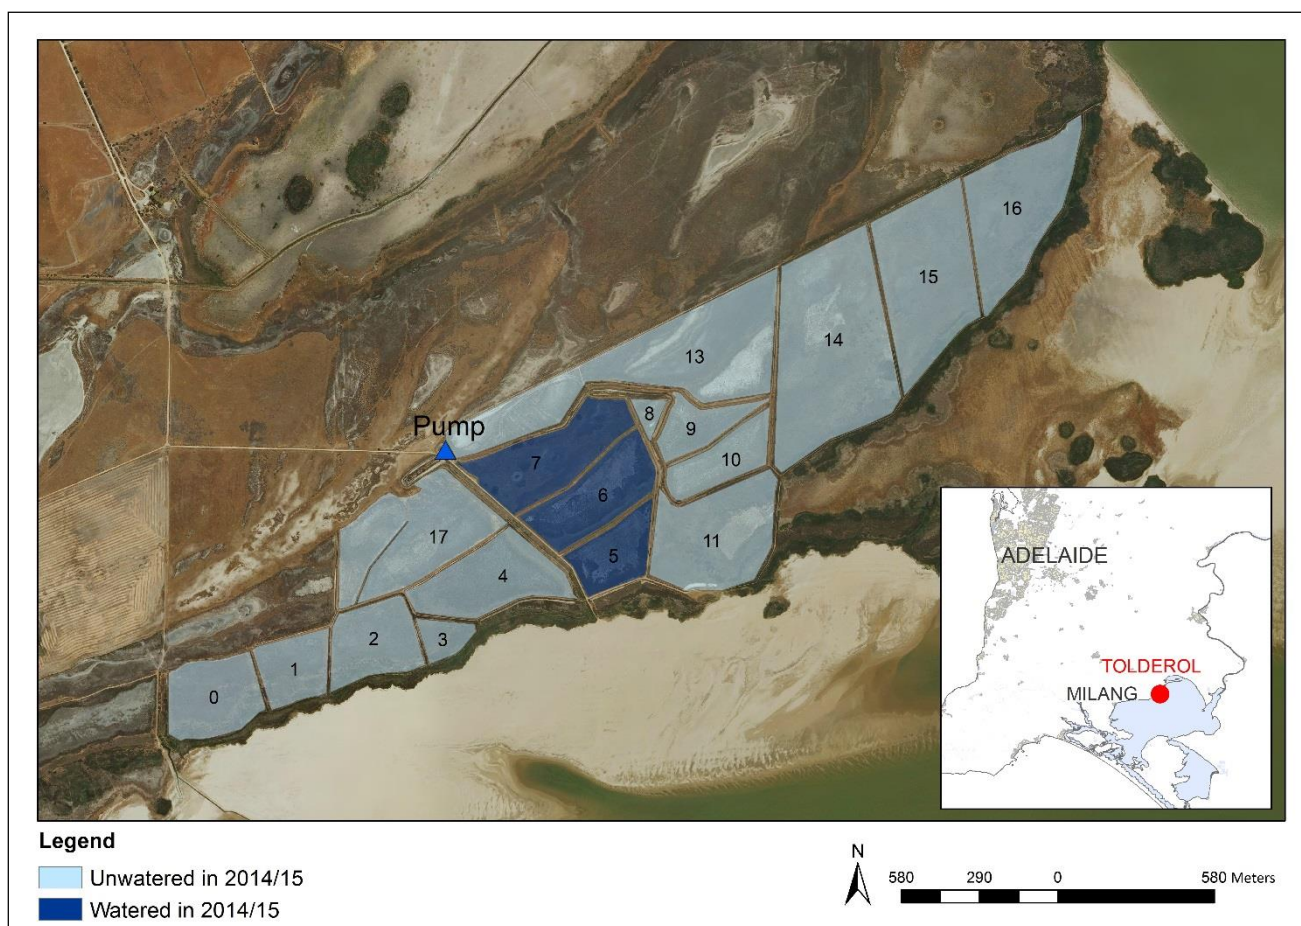 16
15
14
13
8
9
Pump
10
7
6
17
11
5
4
2
3
1
0
ADELAIDE
TOLDEROL
MILANG
Legend
Unwatered in 2014/15
Watered in 2014/15
N
580 290 0 580 Meters